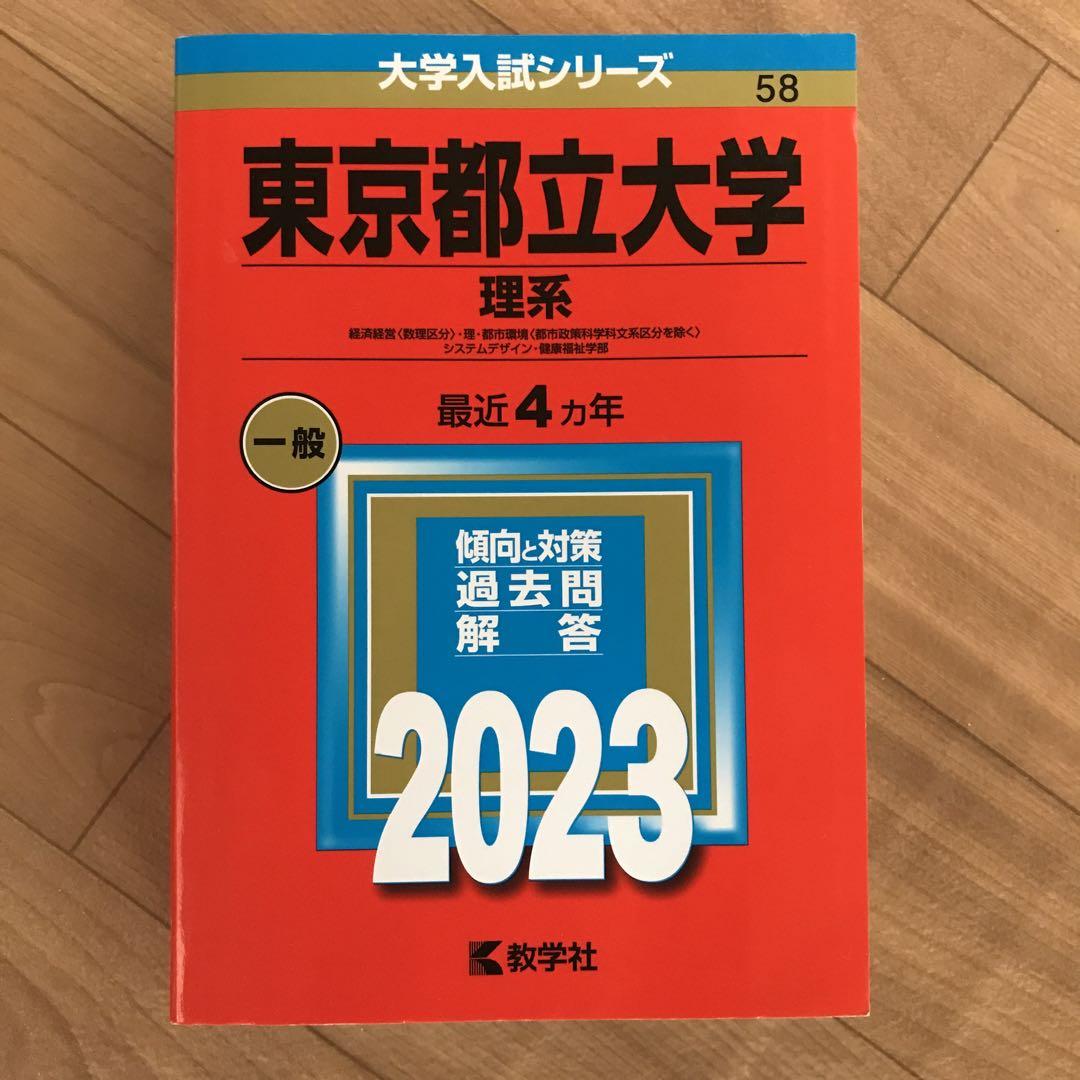 大学入試シリーズ
58
東京都立大学
理系
経済経営〈数理区分〉・理・都市環境〈都市政策科学科文系区分を除く〉
システムデザイン・健康福祉学部
最近4カ年
一般
傾向と対策
過去問
解答
2023
教学社